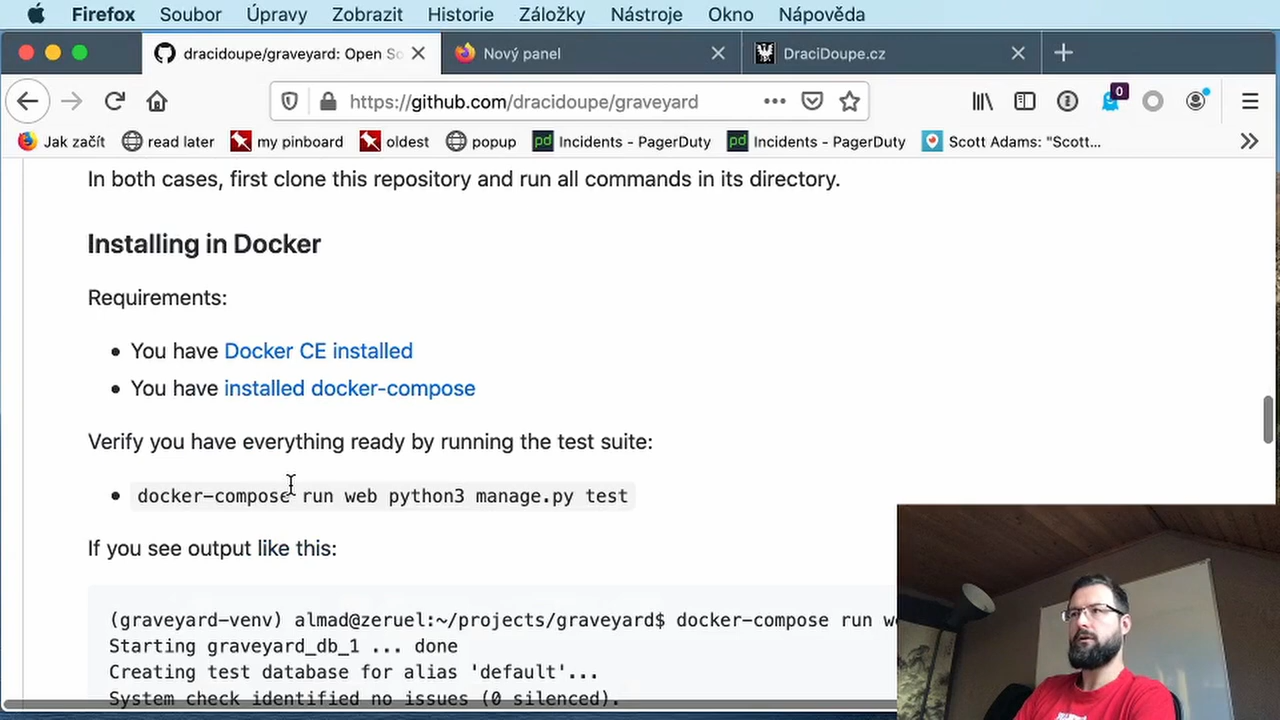 Firefox Soubor Úpravy Zobrazit Historie Záložky Nástroje Okno Nápověda
dracidoupe/graveyard: Open So Nový panel DraciDoupe.cz
https://github.com/dracidoupe/graveyard 0
Jak začít read later my pinboard oldest popup pd Incidents - PagerDuty pd Incidents - PagerDuty Scott Adams: "Scott...
In both cases, first clone this repository and run all commands in its directory.
Installing in Docker
Requirements:
You have Docker CE installed
You have installed docker-compose
Verify you have everything ready by running the test suite:
docker-compose run web python3 manage.py test
If you see output like this:
(graveyard-venv) almad@zeruel:~/projects/graveyard$ docker-compose run we
Starting graveyard_db_1 ... done
Creating test database for alias 'default'...
System check identified no issues (0 silenced).